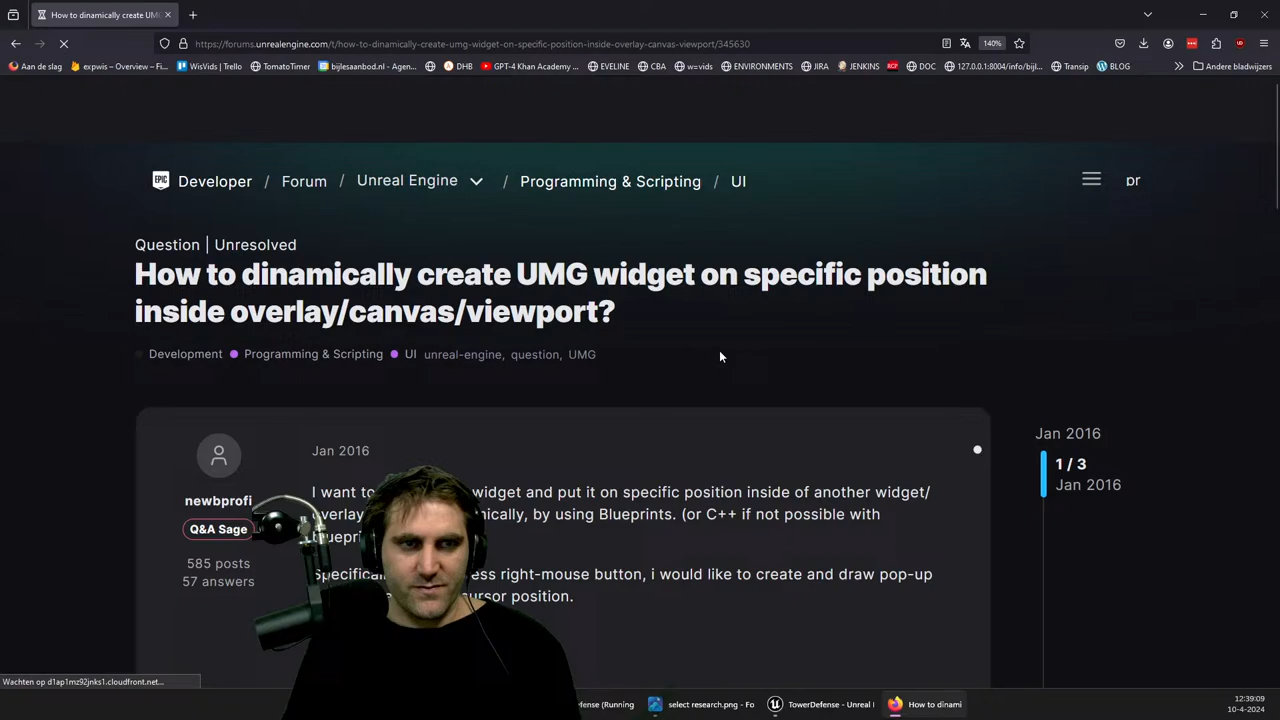 How to dinamically create UMG
https://forums.unrealengine.com/t/how-to-dinamically-create-umg-widget-on-specific-position-inside-overlay-canvas-viewport/345630
140%
Aan de slag
expwis – Overview – Fi...
WisVids | Trello
TomatoTimer
bijlesaanbod.nl - Agen...
DHB
GPT-4 Khan Academy ...
EVELINE
CBA
w=vids
ENVIRONMENTS
JIRA
JENKINS
DOC
127.0.0.1:8004/info/bijl...
Transip
BLOG
Andere bladwijzers
EPIC Developer / Forum / Unreal Engine / Programming & Scripting / UI
pr
Question | Unresolved
How to dinamically create UMG widget on specific position
inside overlay/canvas/viewport?
Development Programming & Scripting UI unreal-engine, question, UMG
Jan 2016
newbprofi
Q&A Sage
585 posts
57 answers
I want to widget and put it on specific position inside of another widget/
mically, by using Blueprints. (or C++ if not possible with
Specifical ess right-mouse button, i would like to create and draw pop-up
cursor position.
Jan 2016
1 / 3
Jan 2016
Wachten op d1ap1mz92jnks1.cloudfront.net...
efense (Running
select research.png - Fo
TowerDefense - Unreal
How to dinami
12:39:09
10-4-2024